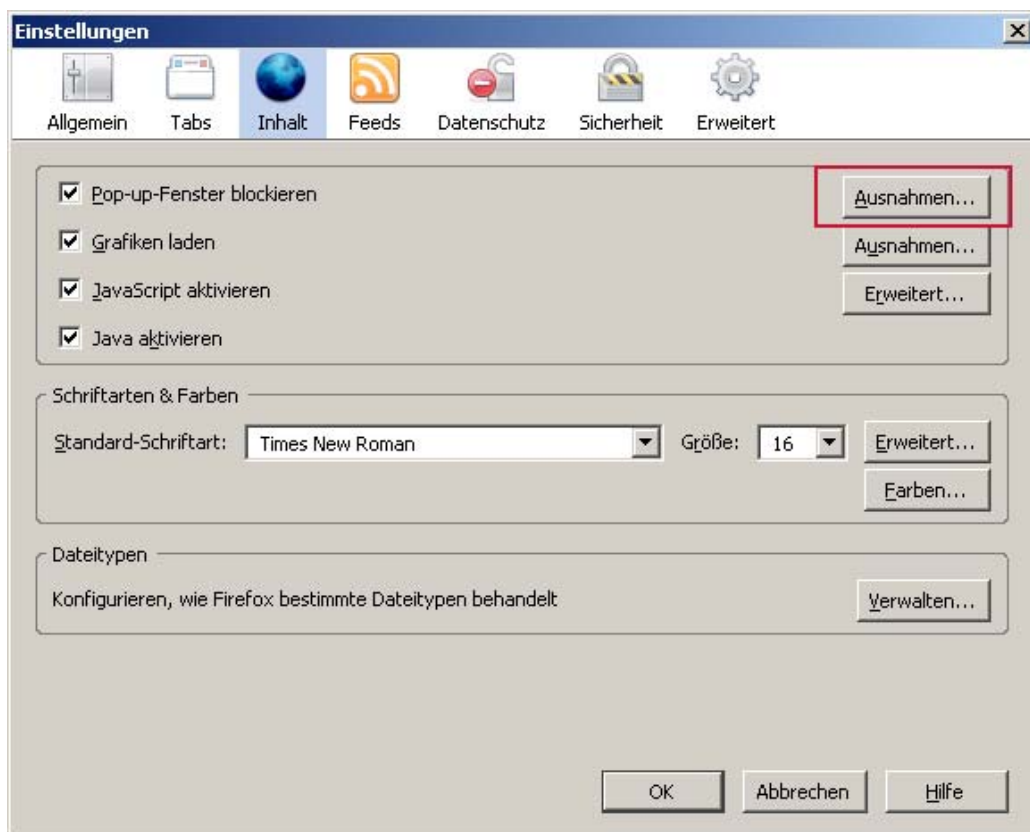 Einstellungen
Allgemein Tabs Inhalt Feeds Datenschutz Sicherheit Erweitert
Pop-up-Fenster blockieren Ausnahmen...
Grafiken laden Ausnahmen...
JavaScript aktivieren Erweitert...
Java aktivieren
Schriftarten & Farben
Standard-Schriftart: Times New Roman Größe: 16 Erweitert...
Farben...
Dateitypen
Konfigurieren, wie Firefox bestimmte Dateitypen behandelt Verwalten...
OK Abbrechen Hilfe